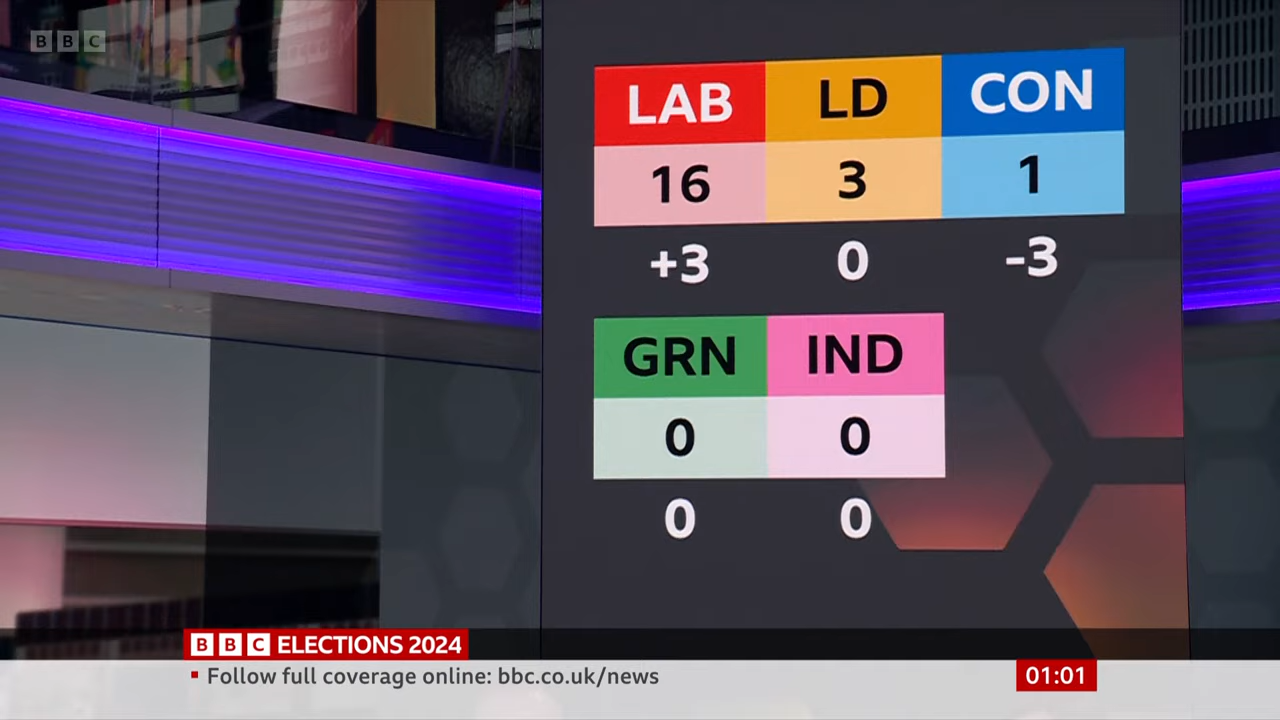 BBC
LAB LD CON
16 3 1
+3 0 -3
GRN IND
0 0
0 0
BBC ELECTIONS 2024
Follow full coverage online: bbc.co.uk/news
01:01